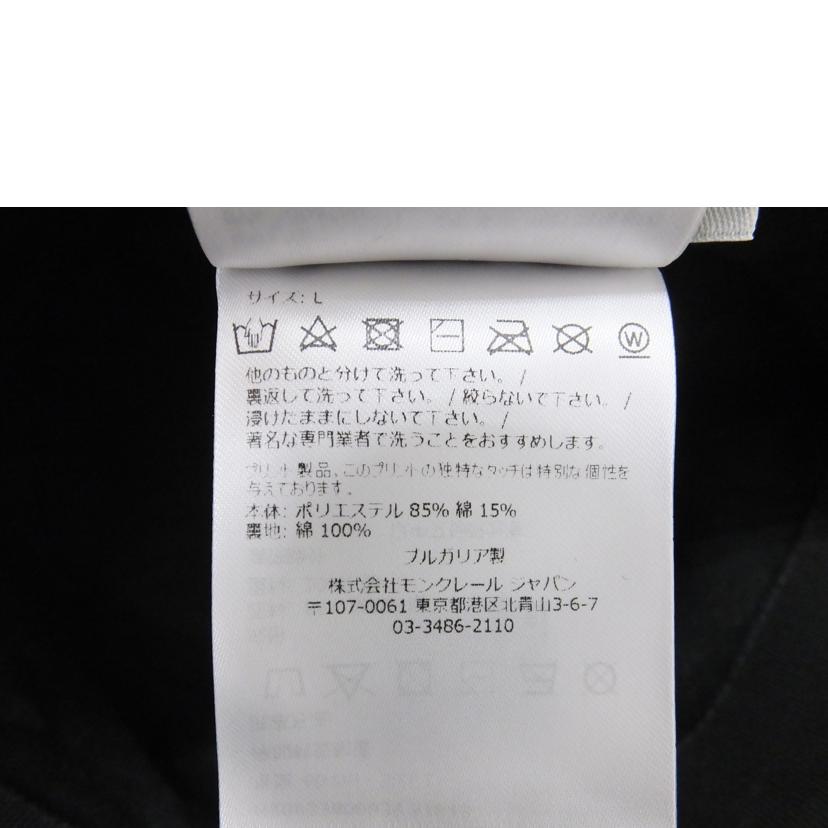 サイズ: L
W
他のものと分けて洗って下さい。 /
裏返して洗って下さい。 / 絞らないで下さい。 /
浸けたままにしないで下さい。 /
著名な専門業者で洗うことをおすすめします。
プリント製品、このプリントの独特なタッチは特別な個性を
与えております。
本体: ポリエステル 85% 綿 15%
裏地: 綿 100%
ブルガリア製
株式会社モンクレール ジャパン
〒107-0061 東京都港区北青山3-6-7
03-3486-2110